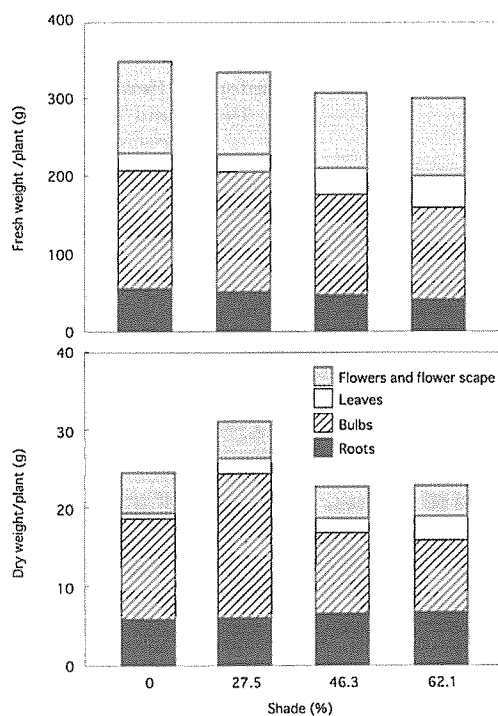 400
300
200
100
0
Fresh weight /plant (g)
40
30
20
10
0
Dry weight/plant (g)
Flowers and flower scape
Leaves
Bulbs
Roots
0 27.5 46.3 62.1
Shade (%)